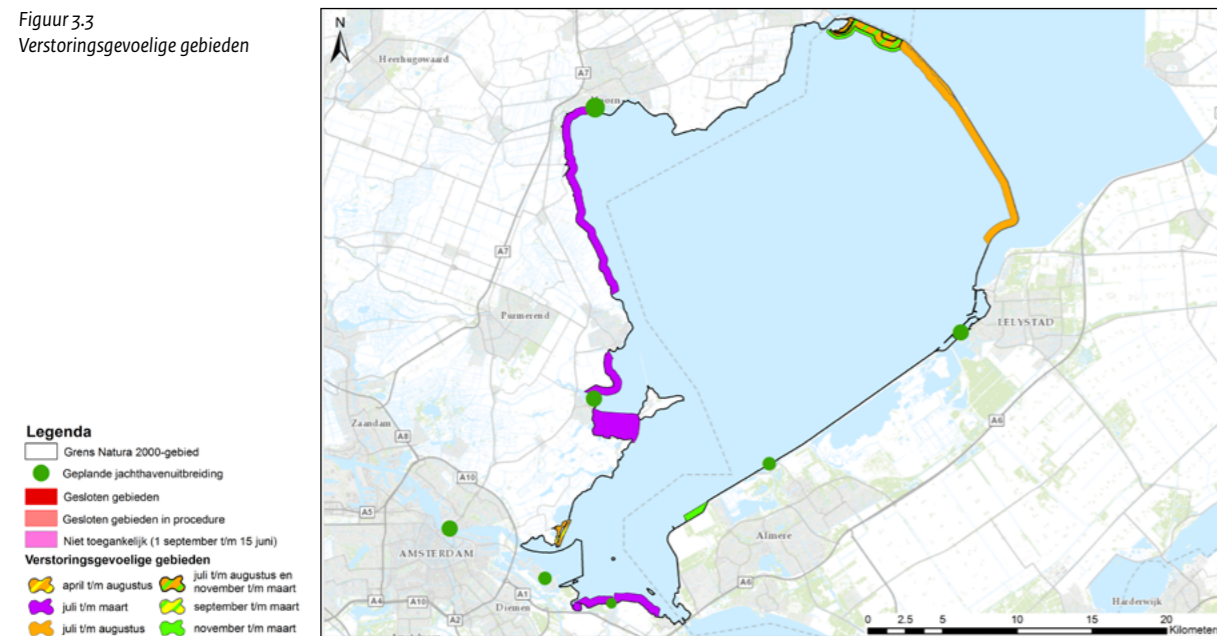 Figuur 3.3
Verstoringsgevoelige gebieden
N
Heerhugowaard
A7
Hoorn
A7
Purmerend
LELYSTAD
A6
Zaandam
A8
A10
A5
AMSTERDAM
Almere
A6
A1
Diemen
A4
A10
A2
Harderwijk
0 2.5 5 10 15 20
Kilometers
Legenda
Grens Natura 2000-gebied
Geplande jachthavenuitbreiding
Gesloten gebieden
Gesloten gebieden in procedure
Niet toegankelijk (1 september t/m 15 juni)
Verstoringsgevoelige gebieden
april t/m augustus
juli t/m augustus en
november t/m maart
juli t/m maart
september t/m maart
juli t/m augustus
november t/m maart